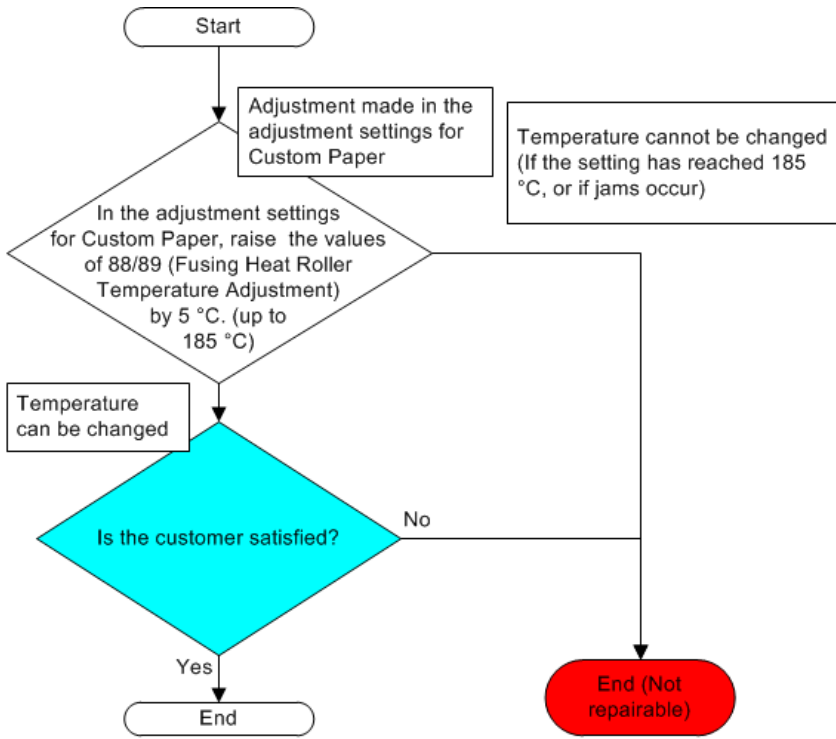 Start
Adjustment made in the
adjustment settings for
Custom Paper
Temperature cannot be changed
(If the setting has reached 185
°C, or if jams occur)
In the adjustment settings
for Custom Paper, raise the values
of 88/89 (Fusing Heat Roller
Temperature Adjustment)
by 5 °C. (up to
185 °C)
Temperature
can be changed
Is the customer satisfied?
No
Yes
End
End (Not
repairable)